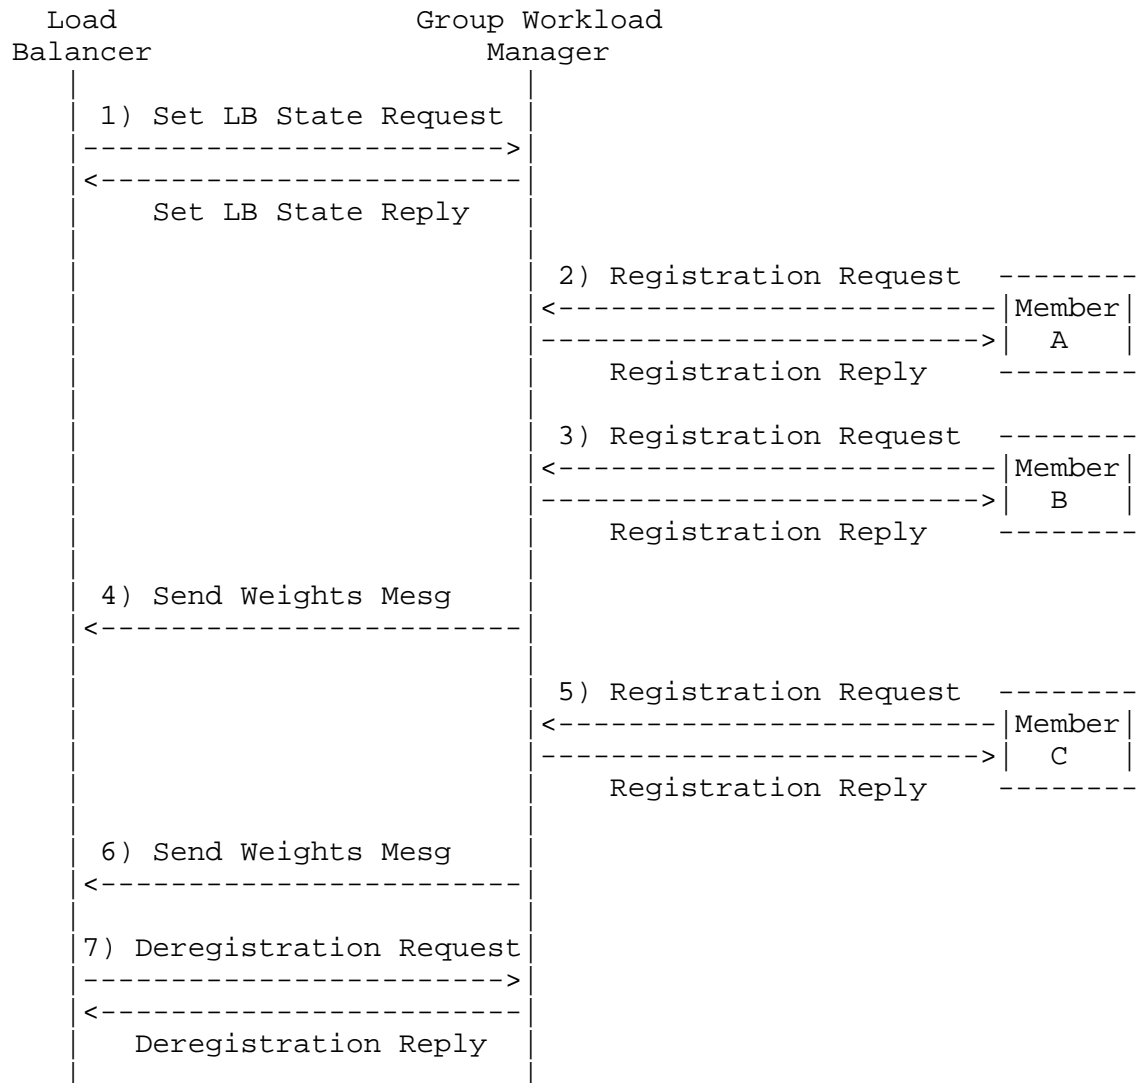 Load Group Workload
Balancer Manager
1) Set LB State Request
Set LB State Reply
2) Registration Request
Member
A
Registration Reply
3) Registration Request
Member
B
Registration Reply
4) Send Weights Mesg
5) Registration Request
Member
C
Registration Reply
6) Send Weights Mesg
7) Deregistration Request
Deregistration Reply